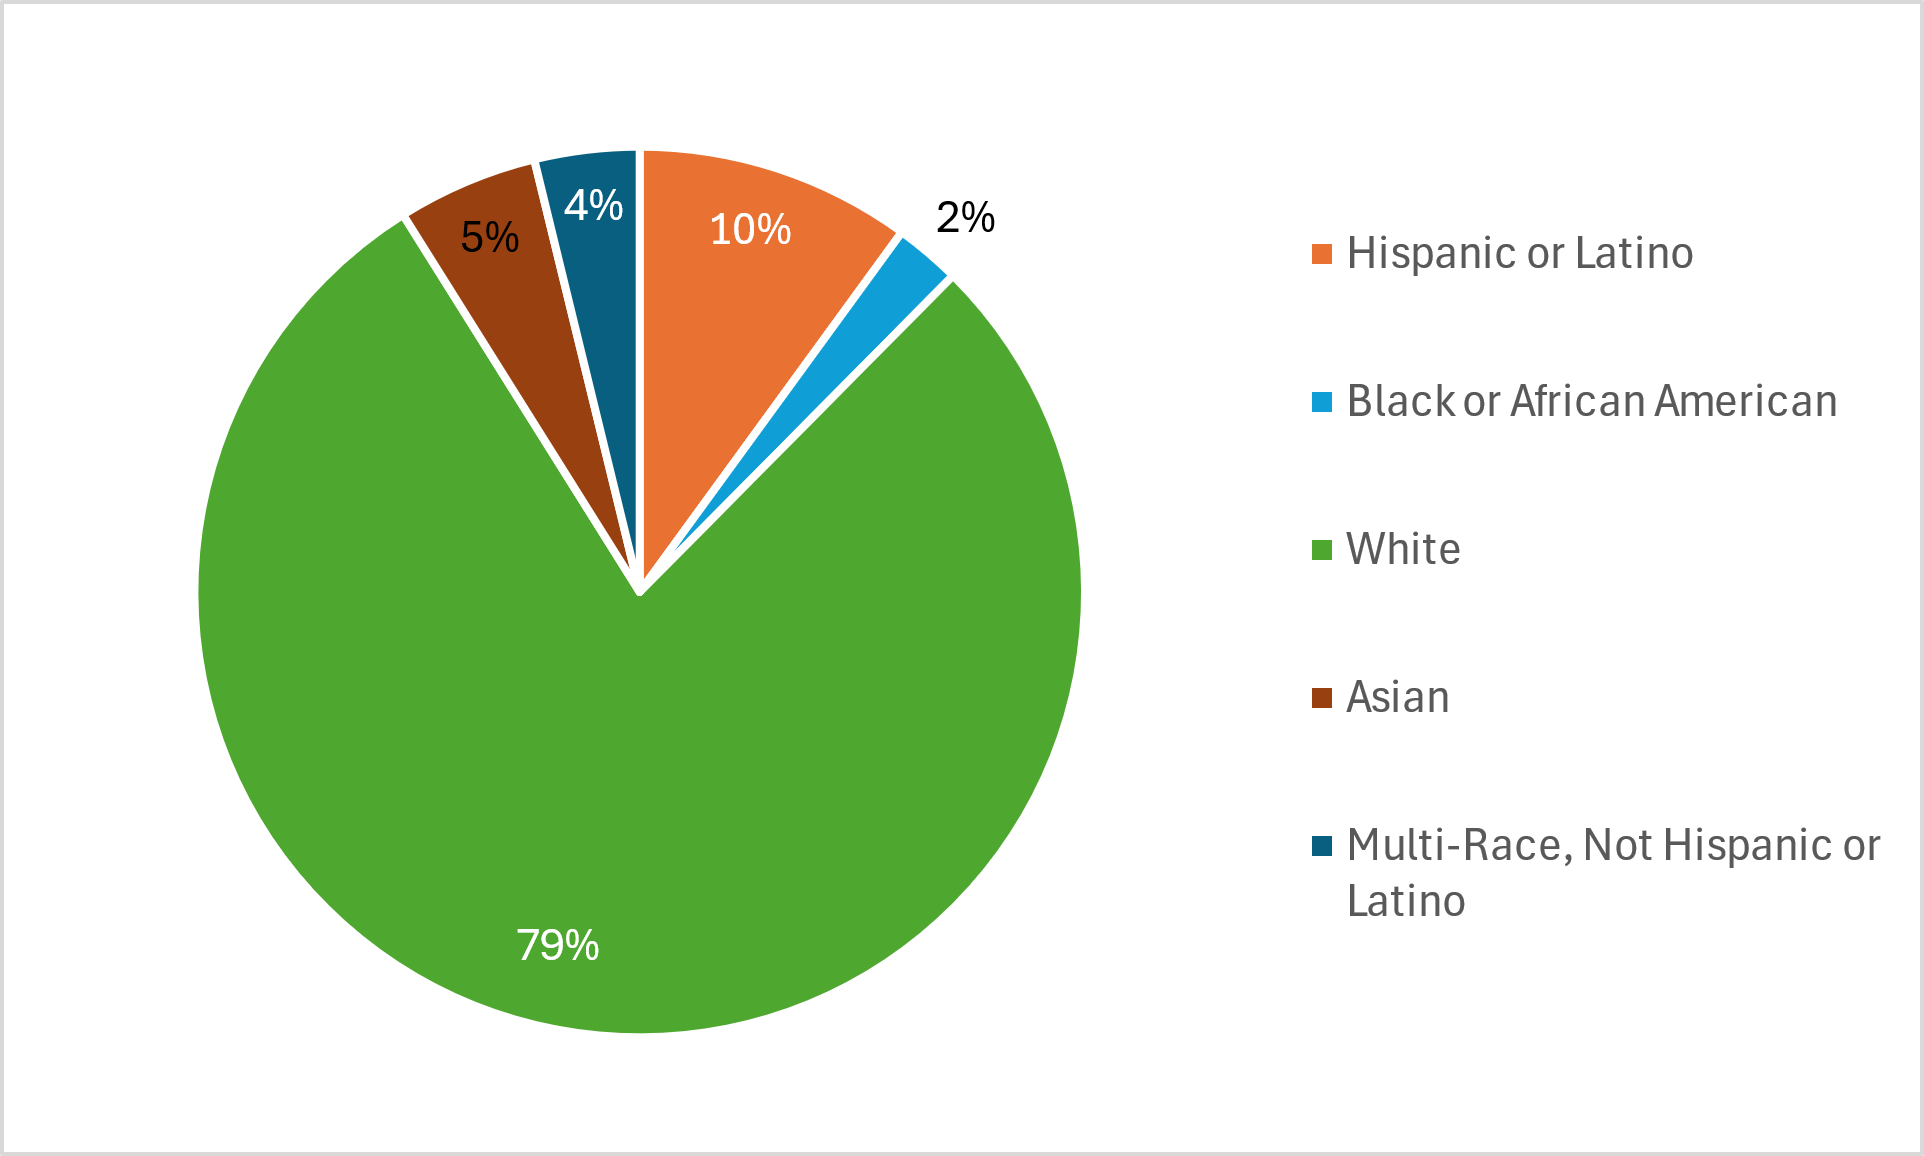 4%
10%
2%
5%
79%
Hispanic or Latino
Black or African American
White
Asian
Multi-Race, Not Hispanic or
Latino